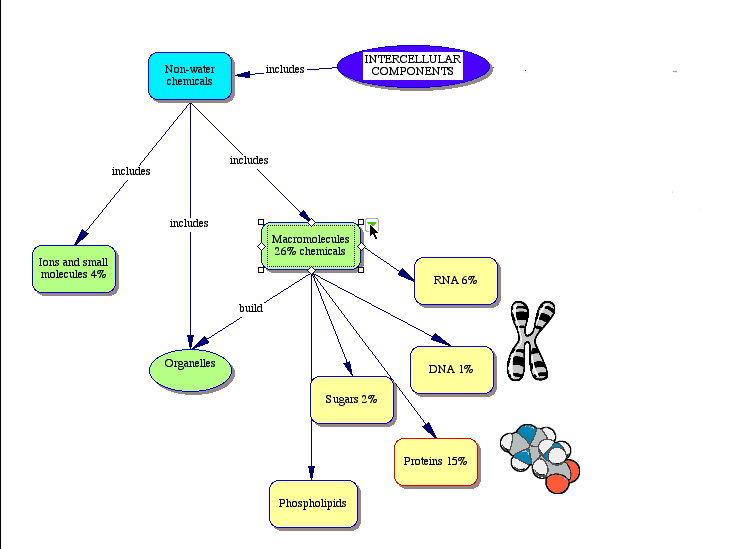 INTERCELLULAR
COMPONENTS
includes
Non-water
chemicals
includes
includes
includes
Macromolecules
26% chemicals
Ions and small
molecules 4%
RNA 6%
build
Organelles
DNA 1%
Sugars 2%
Proteins 15%
Phospholipids